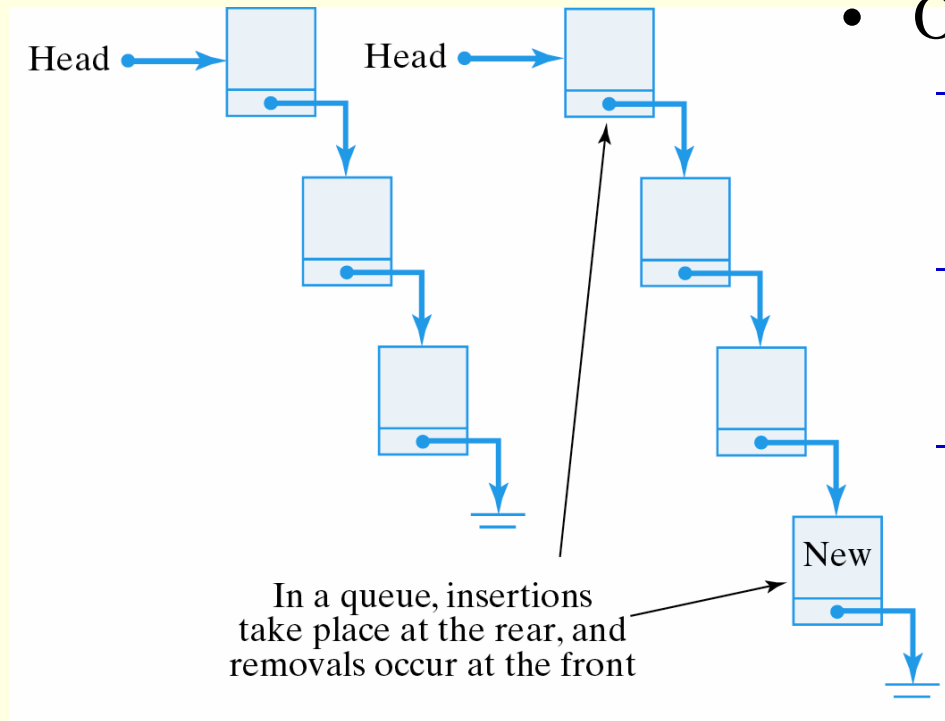 Head
Head
New
In a queue, insertions
take place at the rear, and
removals occur at the front